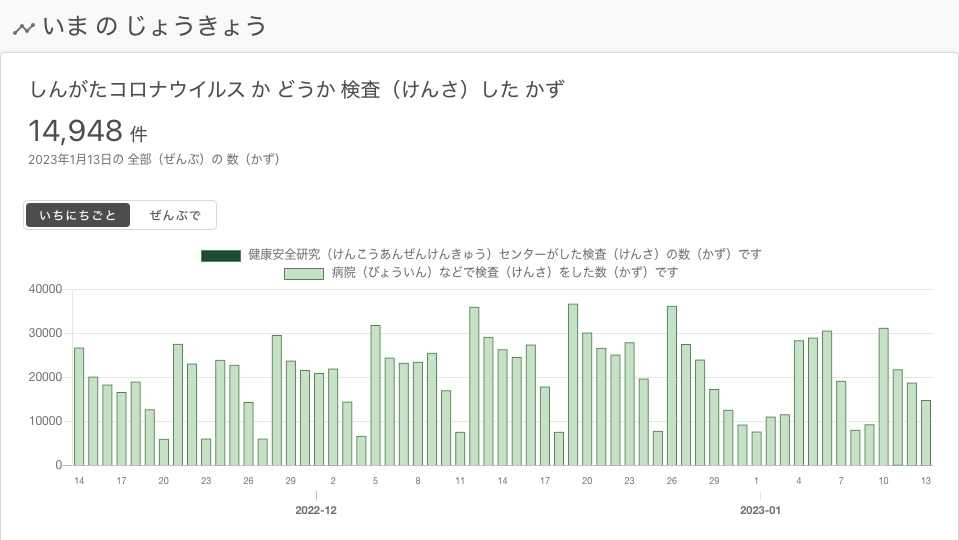 いま の じょうきょう
しんがたコロナウイルス か どうか 検査（けんさ）した かず
14,948 件
2023年1月13日の 全部（ぜんぶ）の 数（かず）
いちにちごと ぜんぶで
健康安全研究（けんこうあんぜんけんきゅう）センターがした検査（けんさ）の数（かず）です
病院（びょういん）などで検査（けんさ）をした数（かず）です
40000
30000
20000
10000
0
14 17 20 23 26 29 2 5 8 11 14 17 20 23 26 29 1 4 7 10 13
2022-12 2023-01